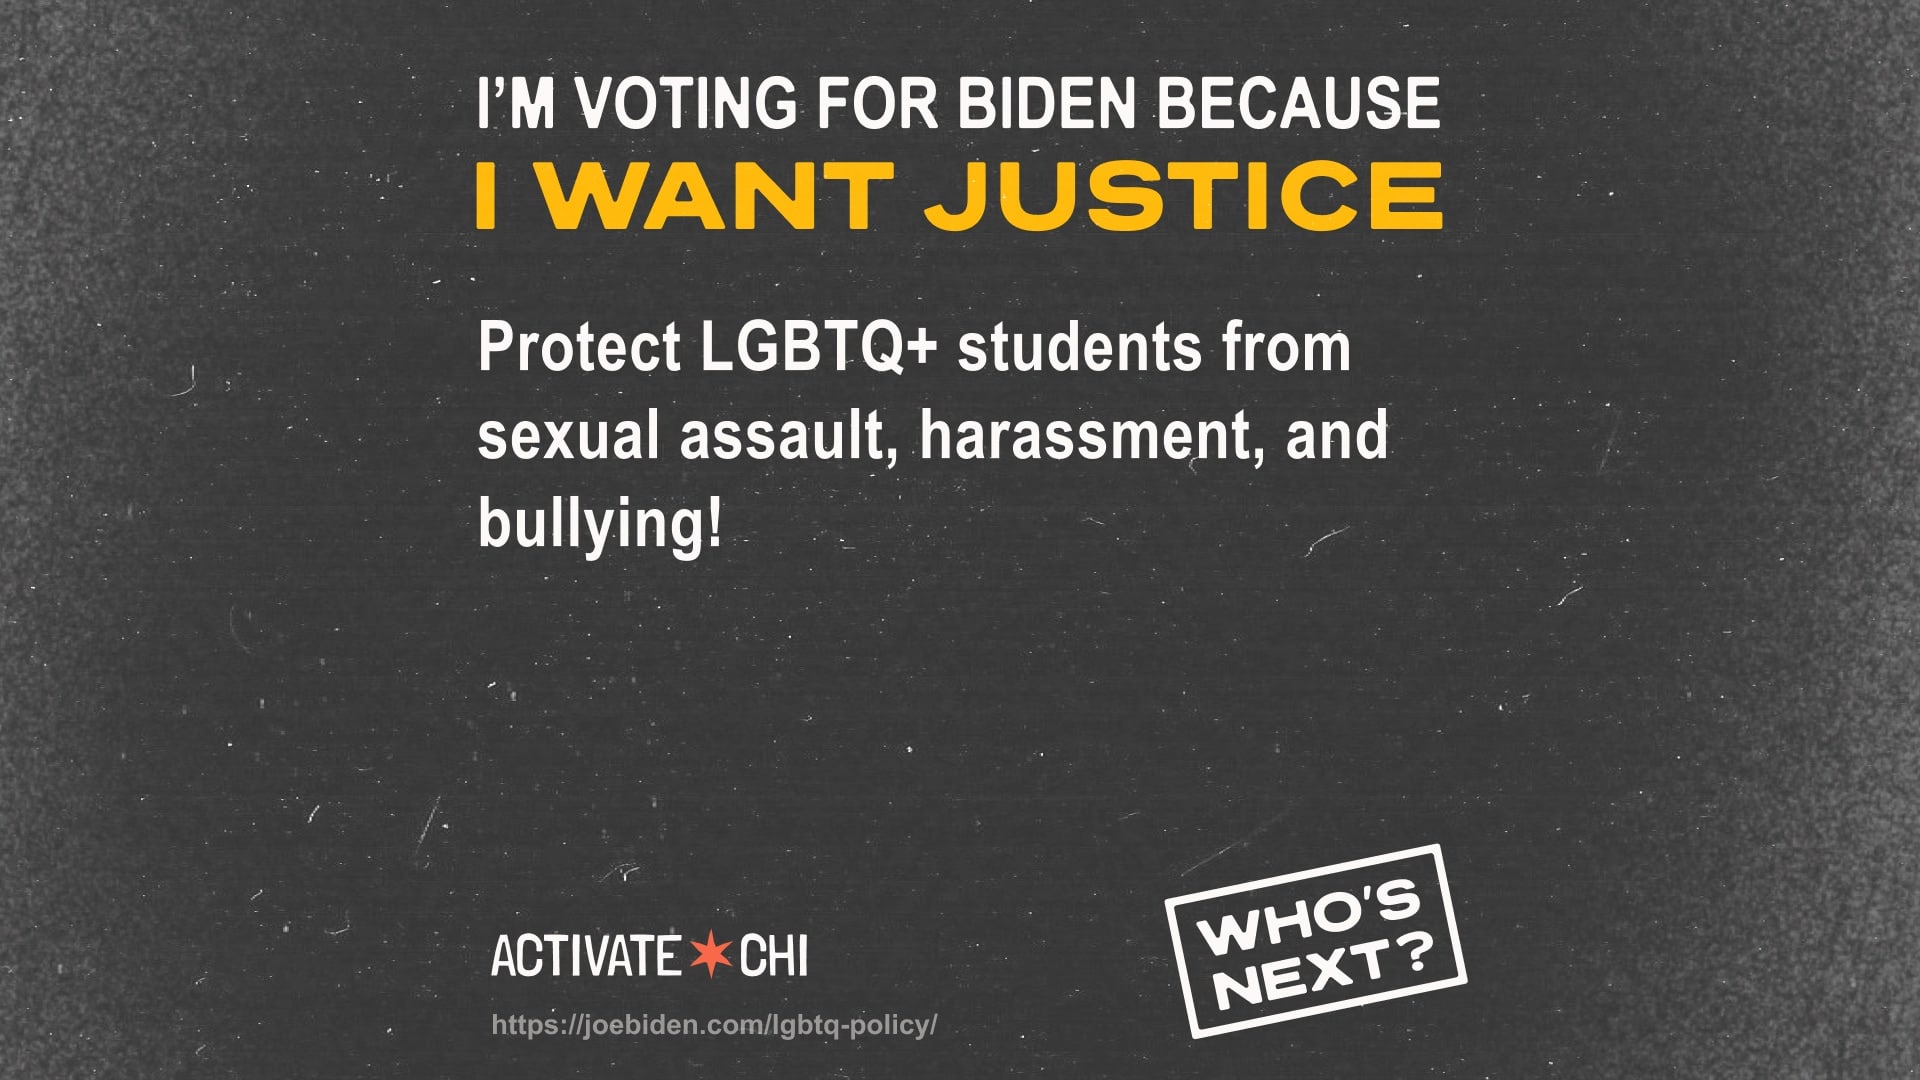 I’M VOTING FOR BIDEN BECAUSE
I WANT JUSTICE
Protect LGBTQ+ students from
sexual assault, harassment, and
bullying!
ACTIVATE CHI
https://joebiden.com/lgbtq-policy/
WHO'S
NEXT?